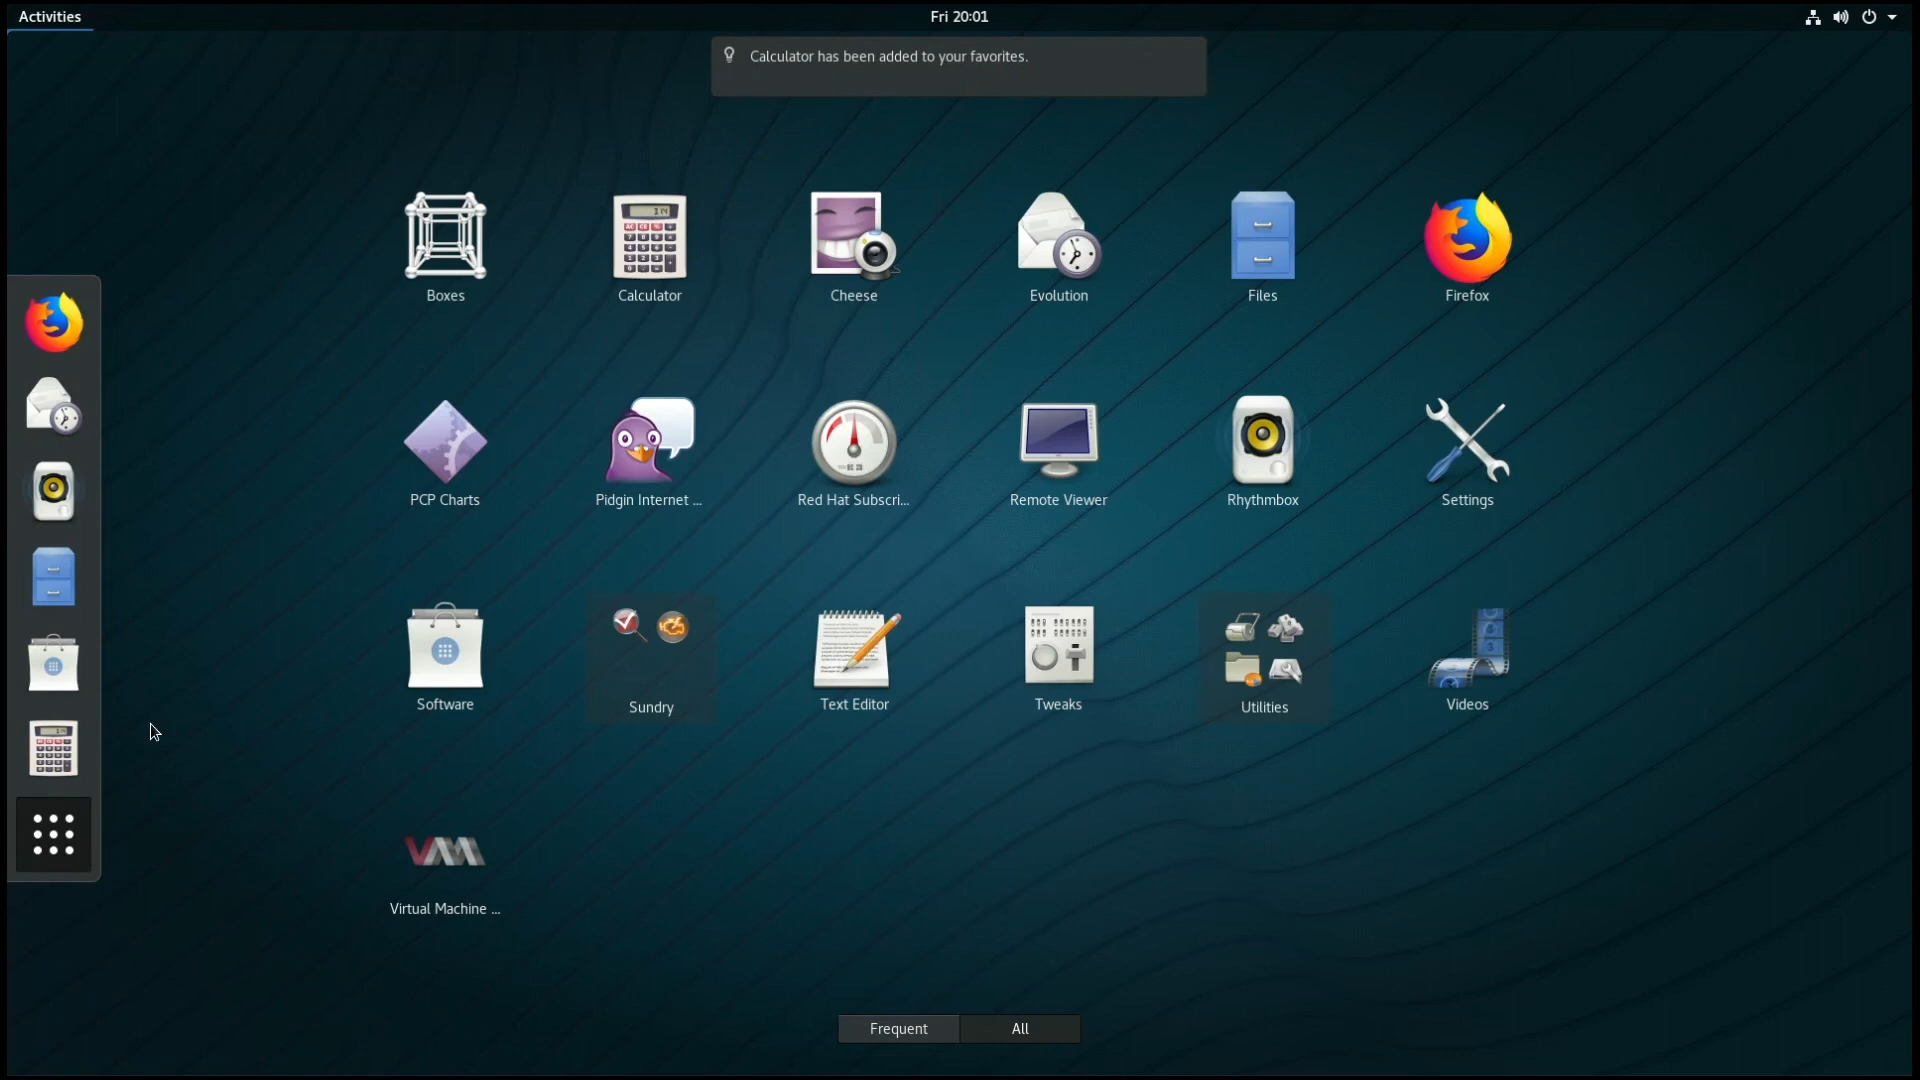 Activities
Fri 20:01
Calculator has been added to your favorites.
Boxes
Calculator
Cheese
Evolution
Files
Firefox
PCP Charts
Pidgin Internet ...
Red Hat Subscri...
Remote Viewer
Rhythmbox
Settings
Software
Sundry
Text Editor
Tweaks
Utilities
Videos
VM
Virtual Machine ...
Frequent
All